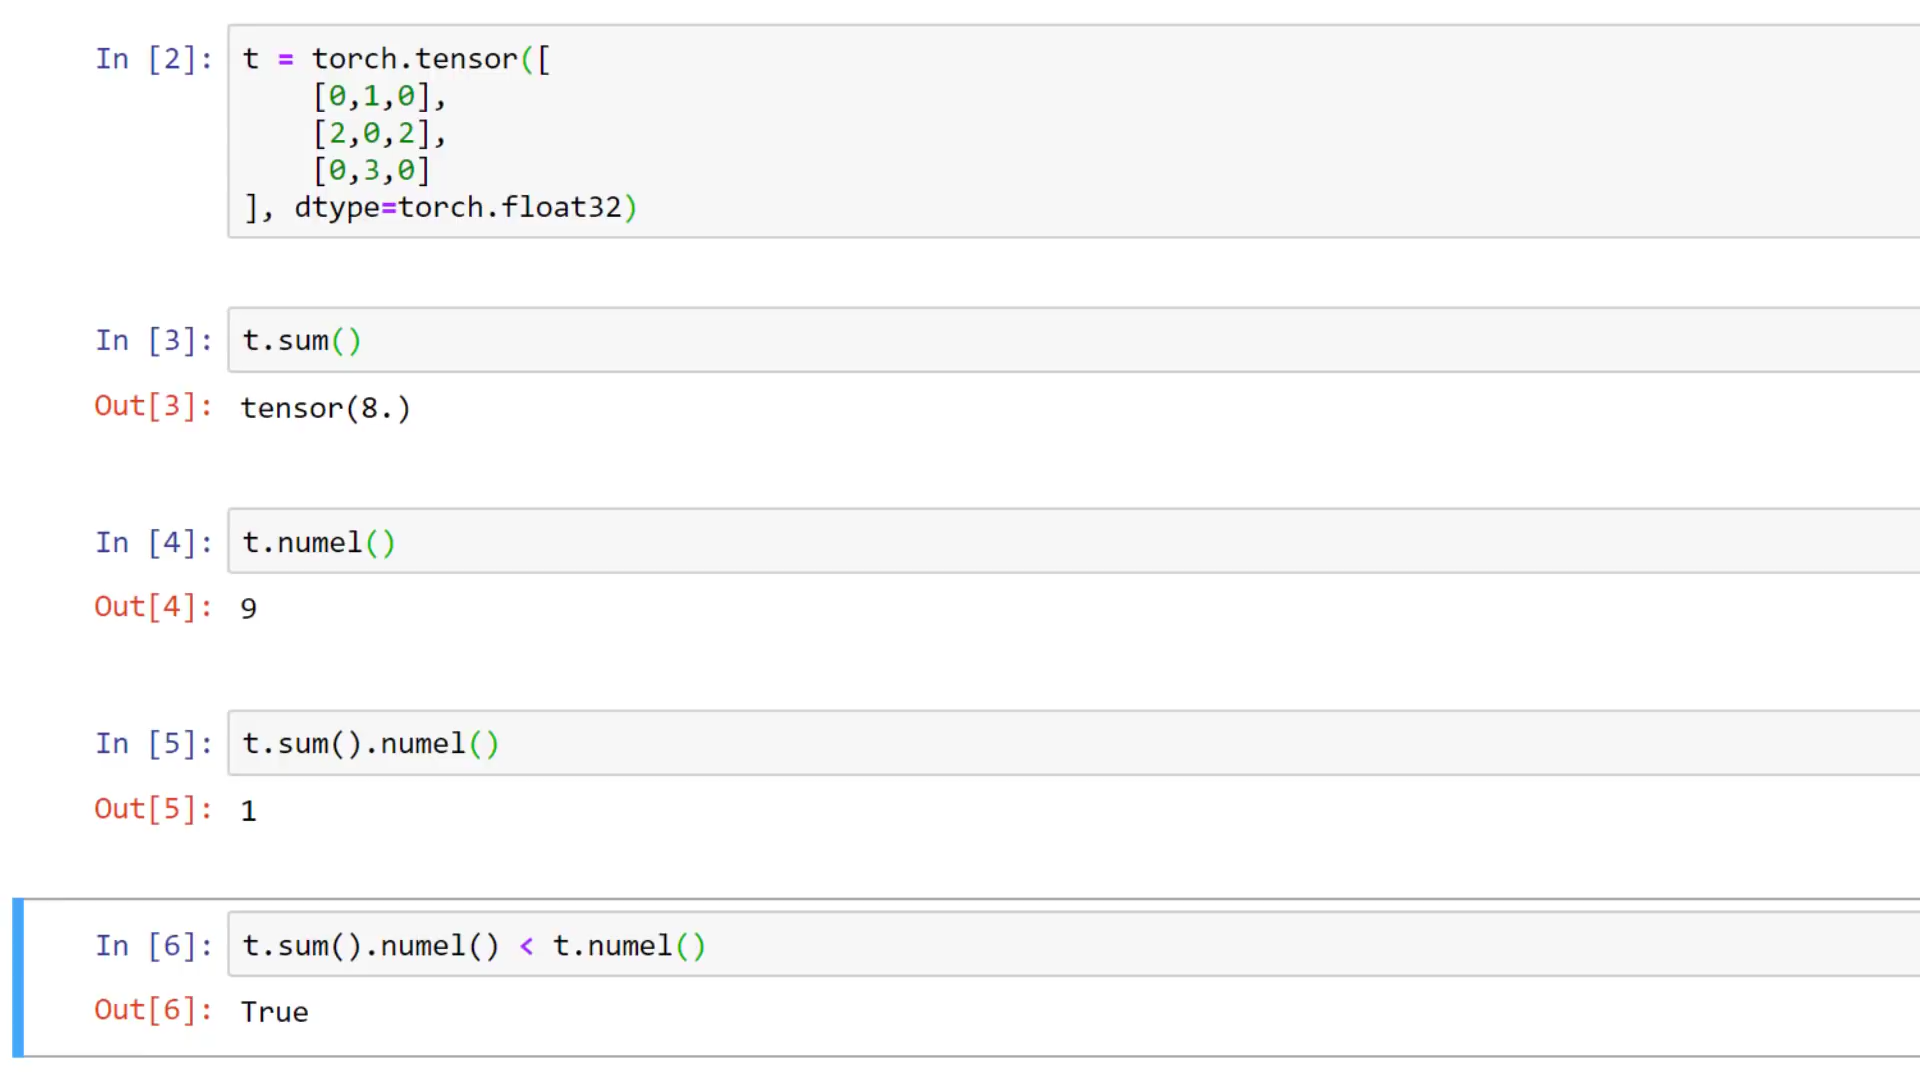 In [2]: t = torch.tensor([
[0,1,0],
[2,0,2],
[0,3,0]
], dtype=torch.float32)
In [3]: t.sum()
Out[3]: tensor(8.)
In [4]: t.numel()
Out[4]: 9
In [5]: t.sum().numel()
Out[5]: 1
In [6]: t.sum().numel() < t.numel()
Out[6]: True